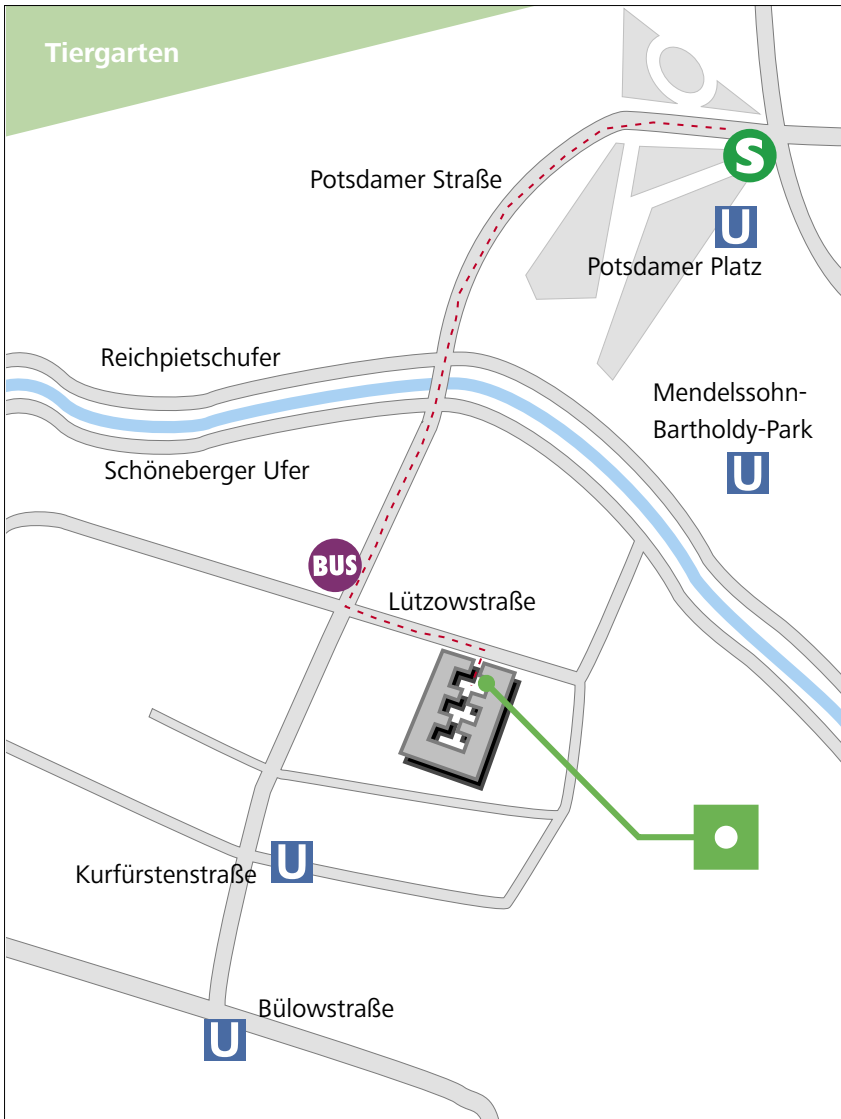 Tiergarten
S
Potsdamer Straße
U
Potsdamer Platz
Reichpietschufer
Mendelssohn-
Bartholdy-Park
U
Schöneberger Ufer
BUS
Lützowstraße
Kurfürstenstraße
U
Bülowstraße
U